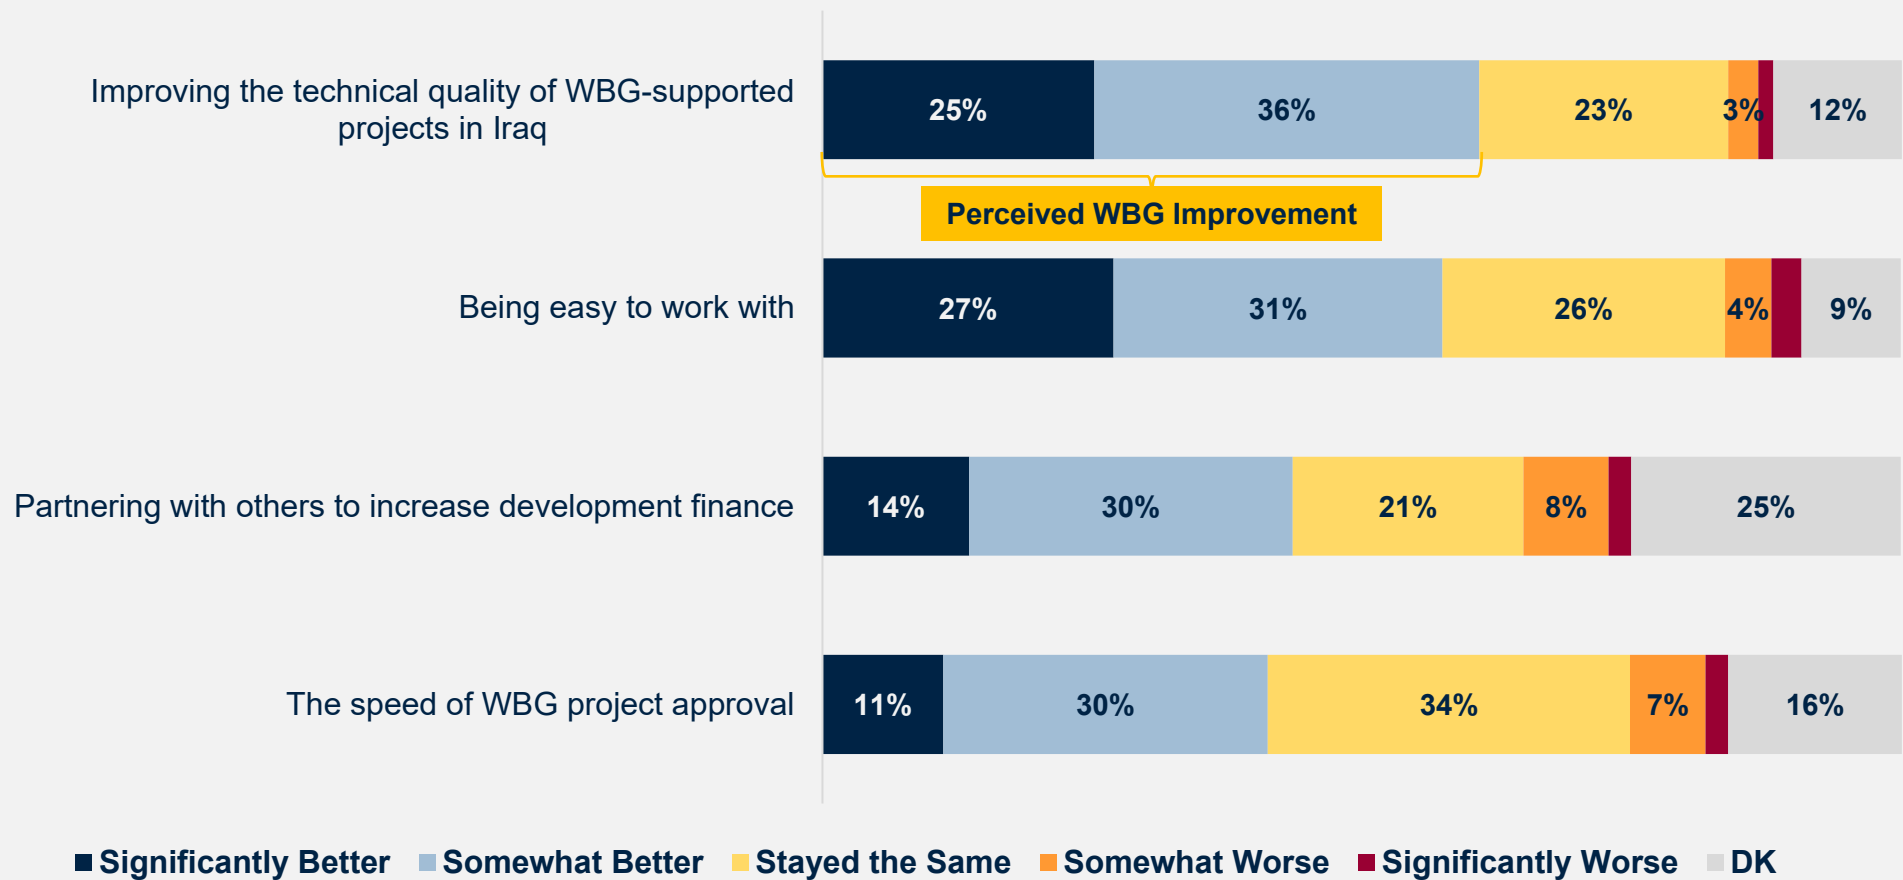 Improving the technical quality of WBG-supported
projects in Iraq
25% 36% 23% 3% 12%
Perceived WBG Improvement
Being easy to work with
27% 31% 26% 4% 9%
Partnering with others to increase development finance
14% 30% 21% 8% 25%
The speed of WBG project approval
11% 30% 34% 7% 16%
Significantly Better Somewhat Better Stayed the Same Somewhat Worse Significantly Worse DK